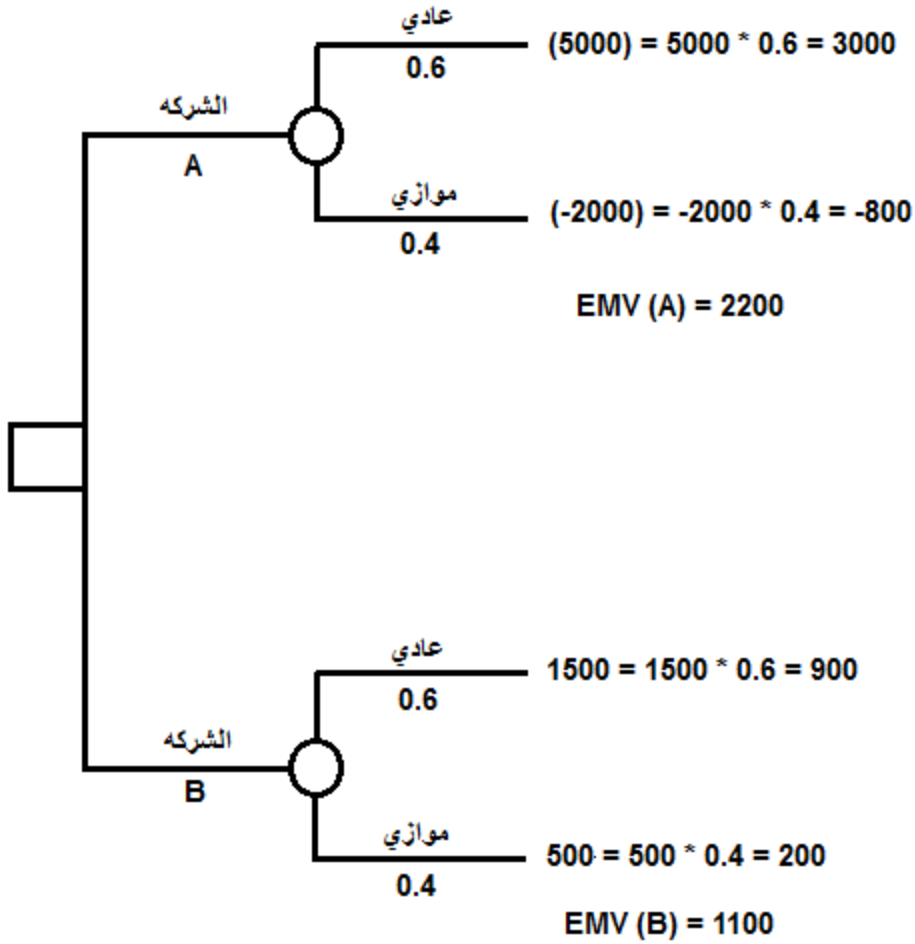 عادي
0.6
(5000) = 5000 * 0.6 = 3000
الشركه
A
موازي
0.4
(-2000) = -2000 * 0.4 = -800
EMV (A) = 2200
عادي
0.6
1500 = 1500 * 0.6 = 900
الشركه
B
موازي
0.4
500 = 500 * 0.4 = 200
EMV (B) = 1100